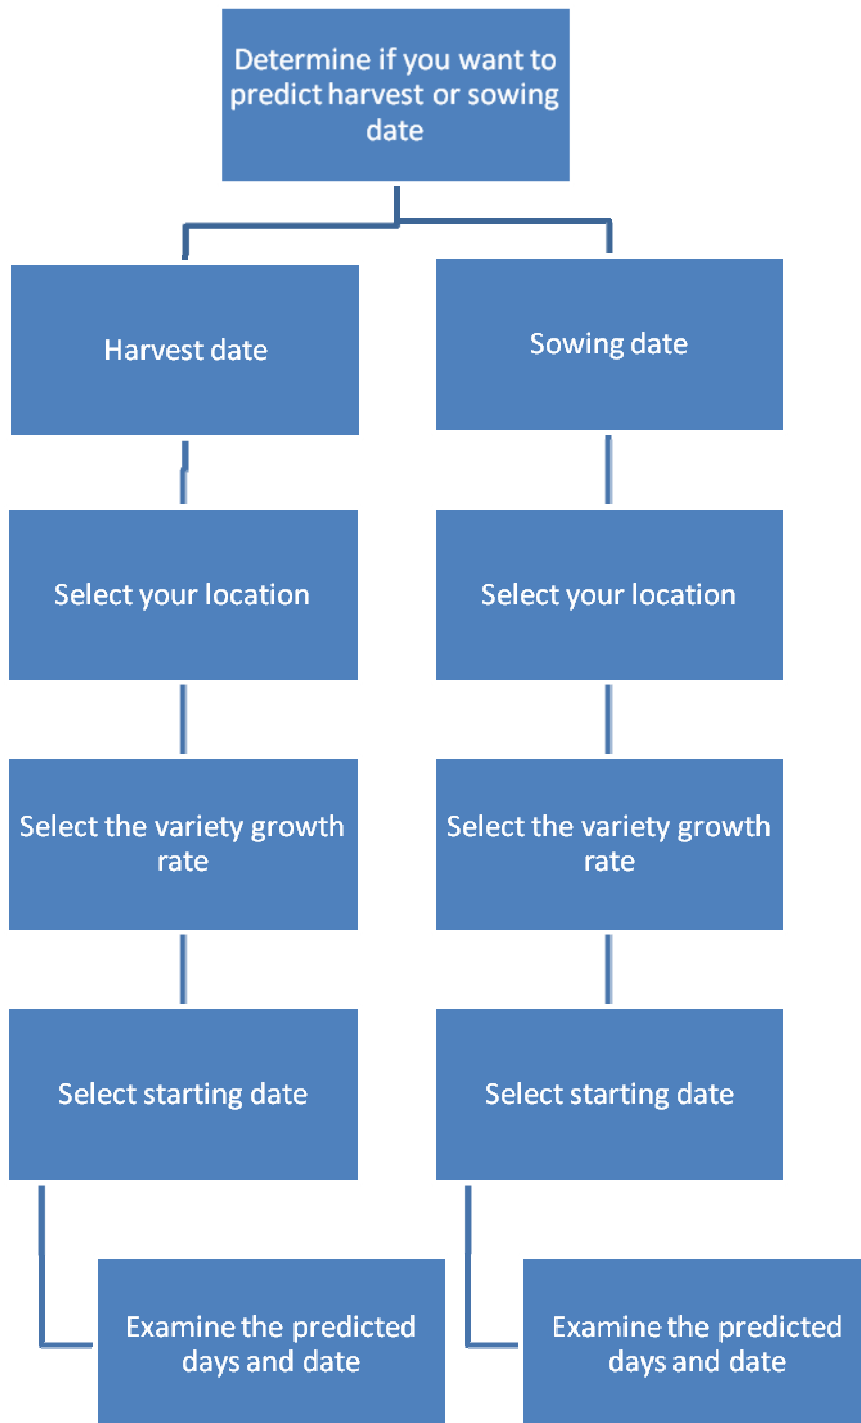 Determine if you want to
predict harvest or sowing
date
Harvest date
Sowing date
Select your location
Select your location
Select the variety growth
rate
Select the variety growth
rate
Select starting date
Select starting date
Examine the predicted
days and date
Examine the predicted
days and date